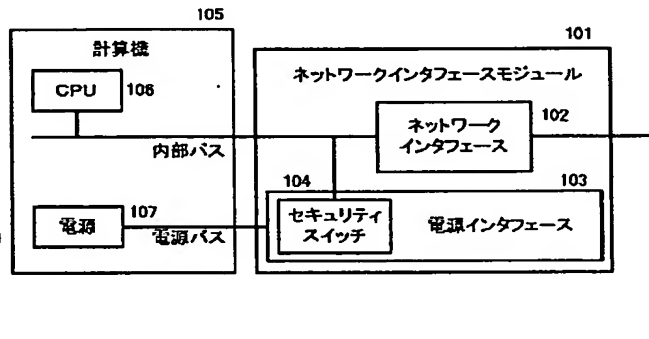 105
計算機
101
ネットワークインタフェースモジュール
CPU
106
ネットワーク
インタフェース
102
内部バス
104
103
電源
107
電源バス
セキュリティ
スイッチ
電源インタフェース